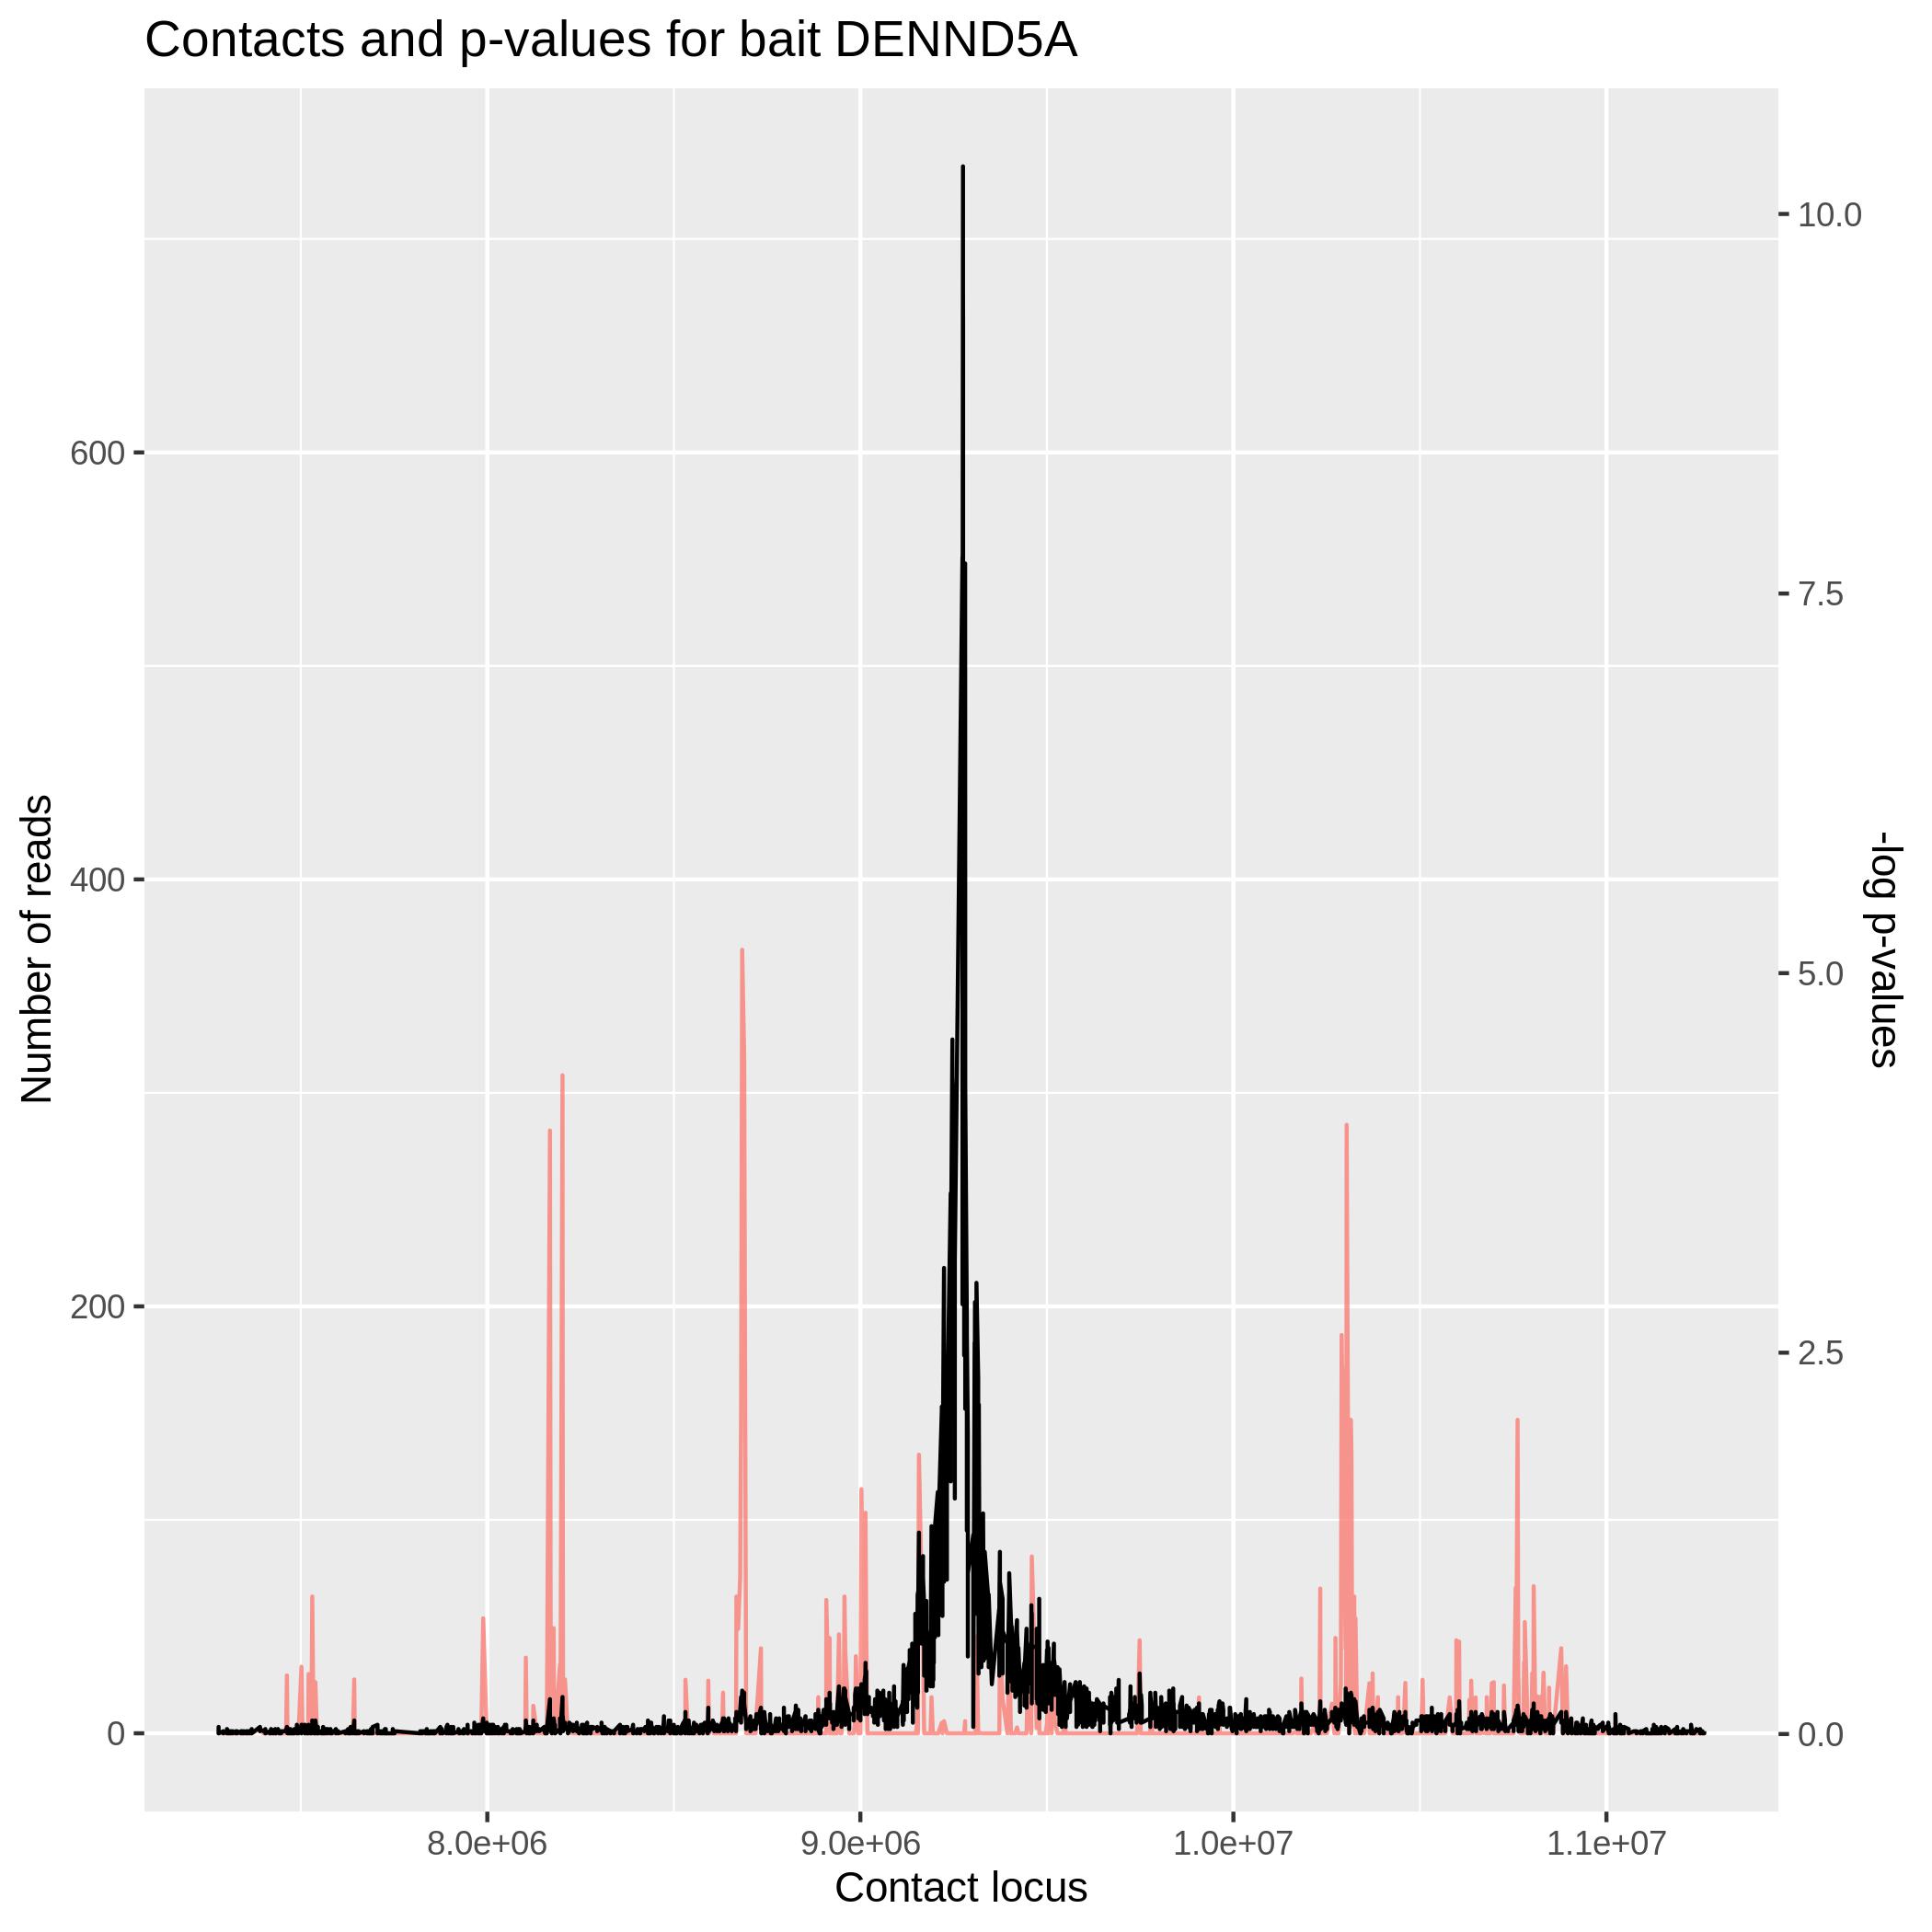 Contacts and p-values for bait DENND5A
Number of reads
600
400
200
0
10.0
7.5
5.0
2.5
0.0
-log p-values
8.0e+06
9.0e+06
1.0e+07
1.1e+07
Contact locus